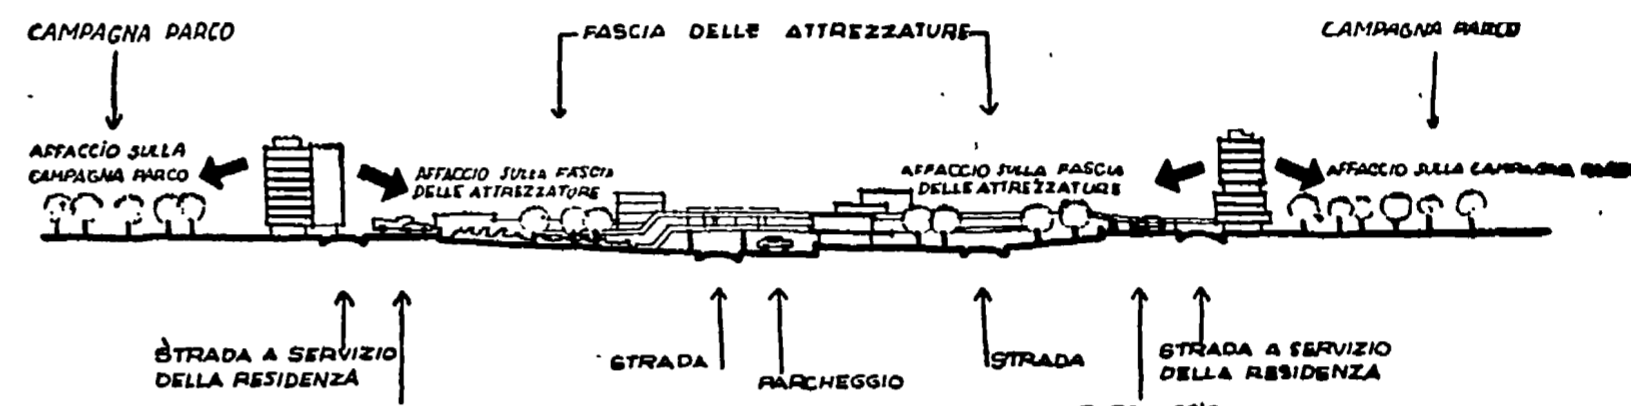 CAMPAGNA PARCO
FASCIA DELLE ATTREZZATURE
CAMPAGNA PARCO
AFFACCIO SULLA
CAMPAGNA PARCO
AFFACCIO SULLA FASCIA
DELLE ATTREZZATURE
AFFACCIO SULLA FASCIA
DELLE ATTREZZATURE
AFFACCIO SULLA CAMPAGNA
STRADA A SERVIZIO
DELLA RESIDENZA
STRADA
PARCHEGGIO
STRADA
STRADA A SERVIZIO
DELLA RESIDENZA